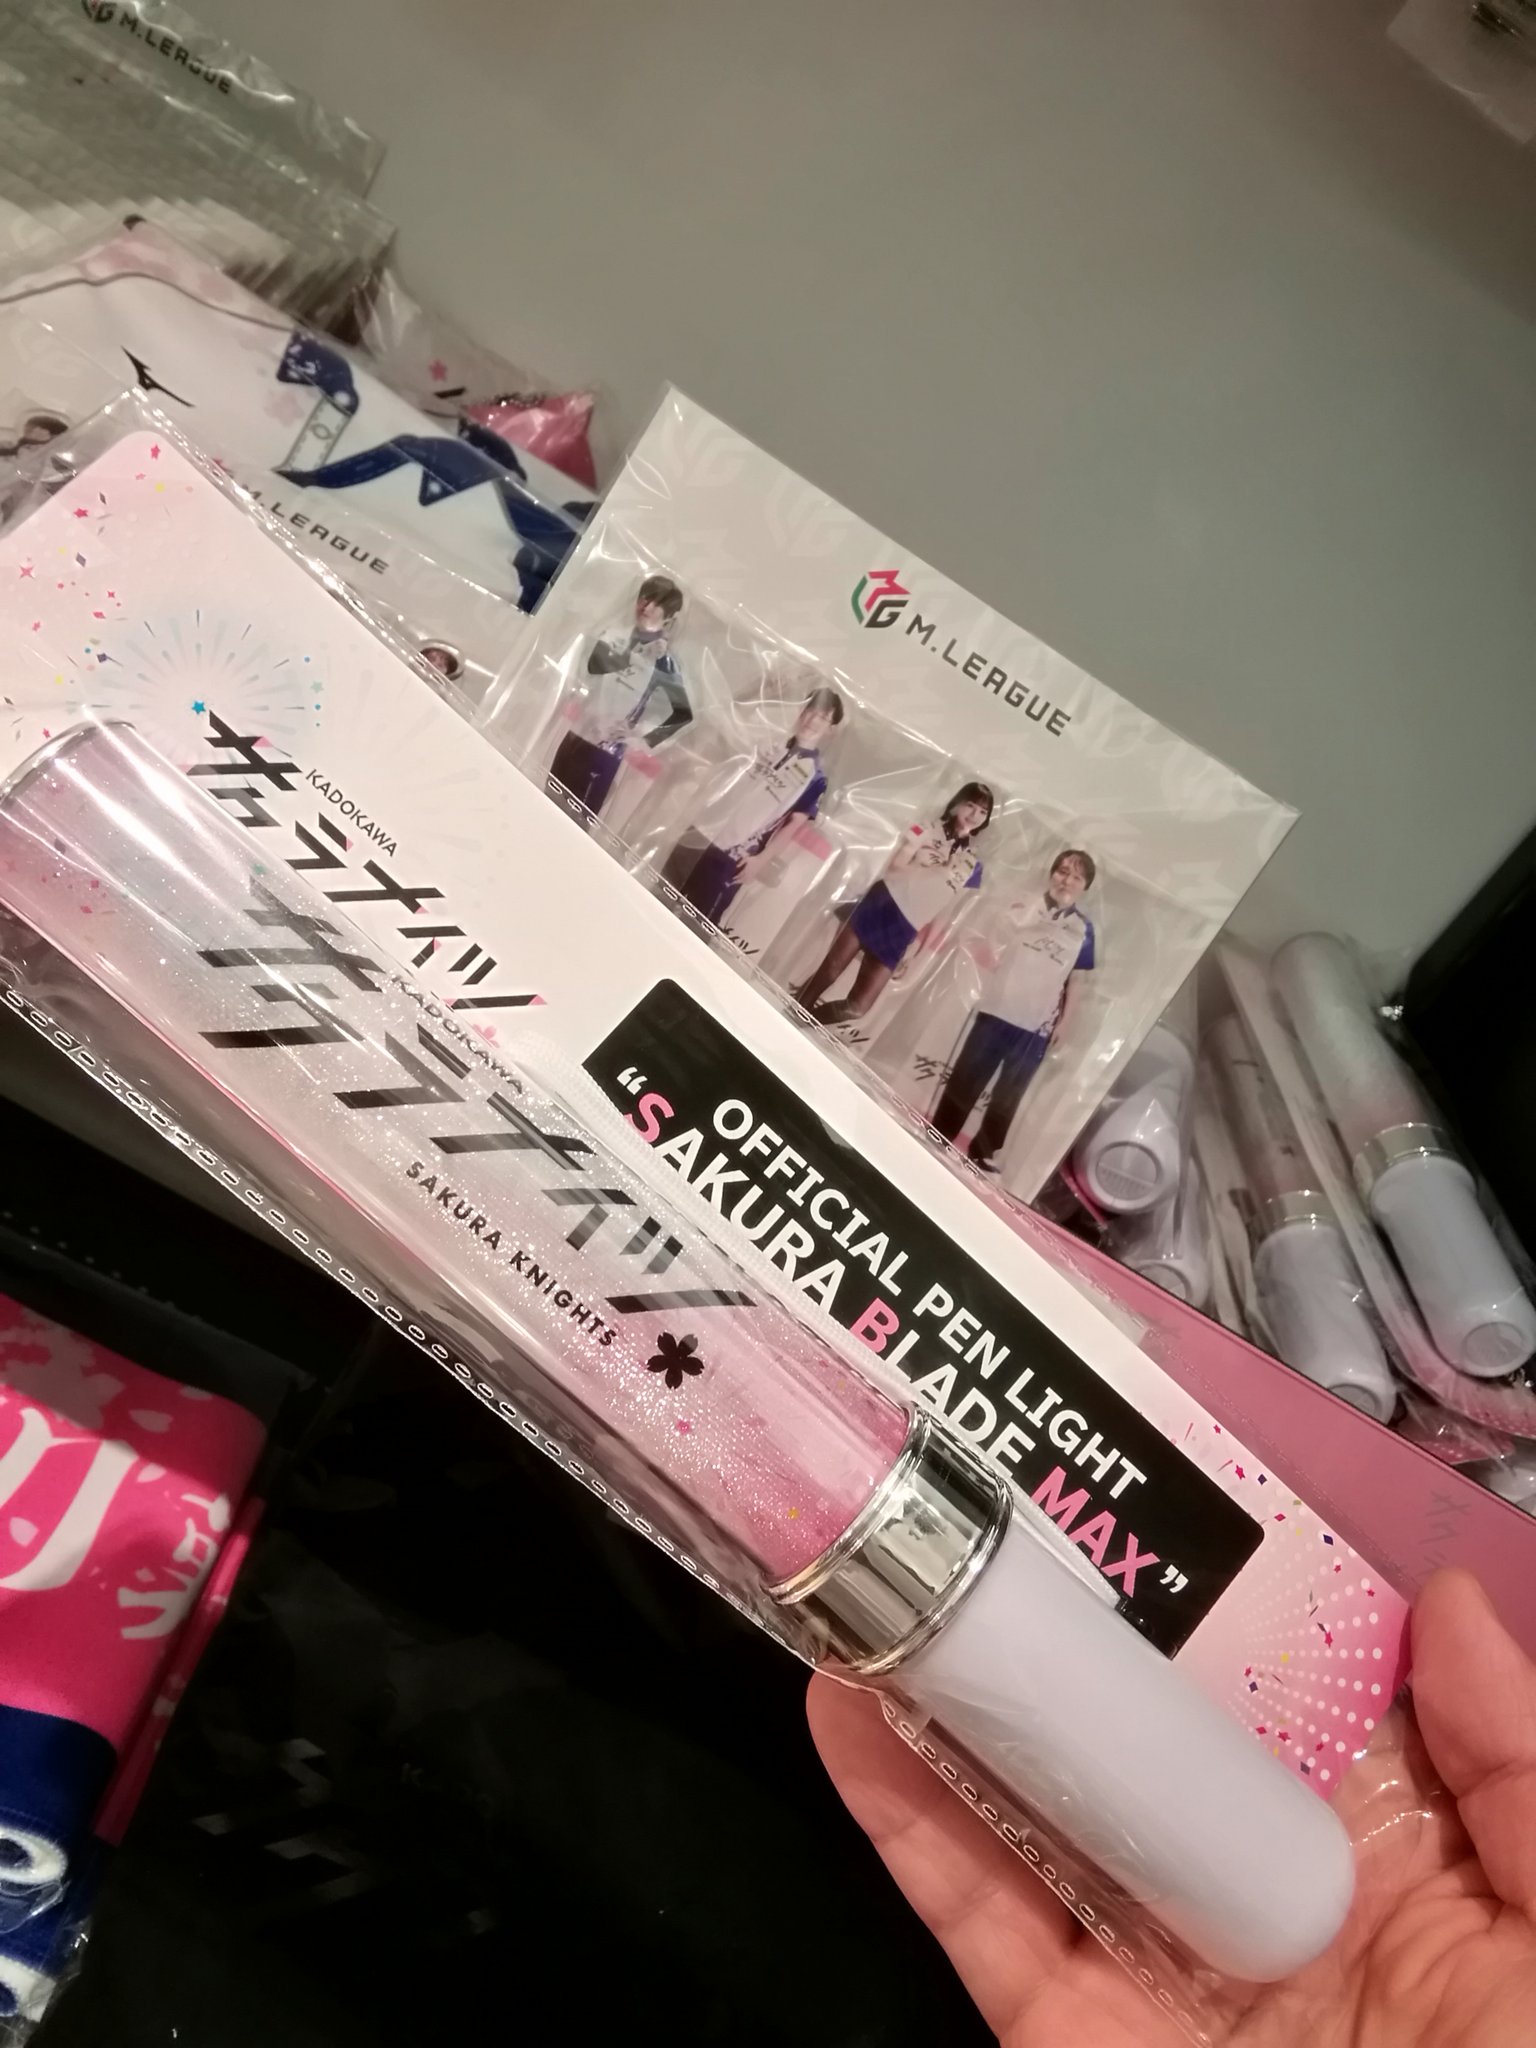 M.LEAGUE
M.LEAGUE
M.LEAGUE
KADOKAWA
サクラナイツ
KADOKAWA
サクラナイツ
SAKURA KNIGHTS
OFFICIAL PEN LIGHT
“SAKURA BLADE MAX”